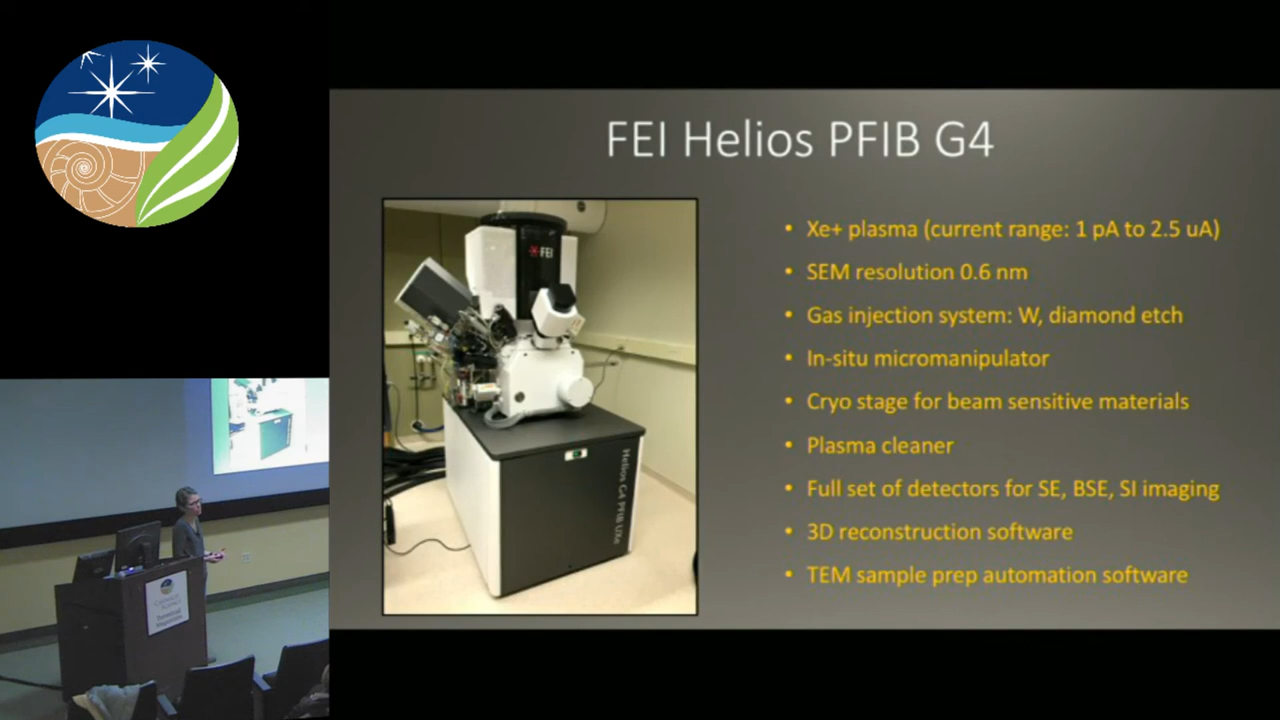 FEI Helios PFIB G4
FEI
Helios G4 PFIB UXe
• Xe+ plasma (current range: 1 pA to 2.5 uA)
• SEM resolution 0.6 nm
• Gas injection system: W, diamond etch
• In-situ micromanipulator
• Cryo stage for beam sensitive materials
• Plasma cleaner
• Full set of detectors for SE, BSE, SI imaging
• 3D reconstruction software
• TEM sample prep automation software